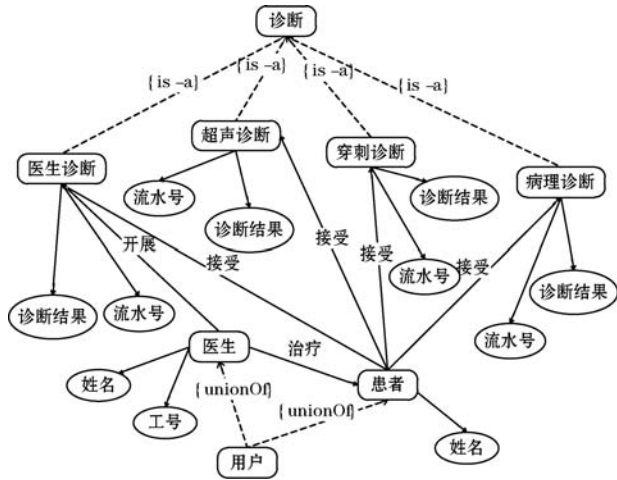 诊断
{is -a}
{is -a}
{is -a}
{is -a}
超声诊断
穿刺诊断
医生诊断
病理诊断
流水号
诊断结果
诊断结果
开展
接受
接受
接受
接受
流水号
诊断结果
诊断结果
流水号
流水号
医生
治疗
患者
姓名
{unionOf}
{unionOf}
工号
姓名
用户